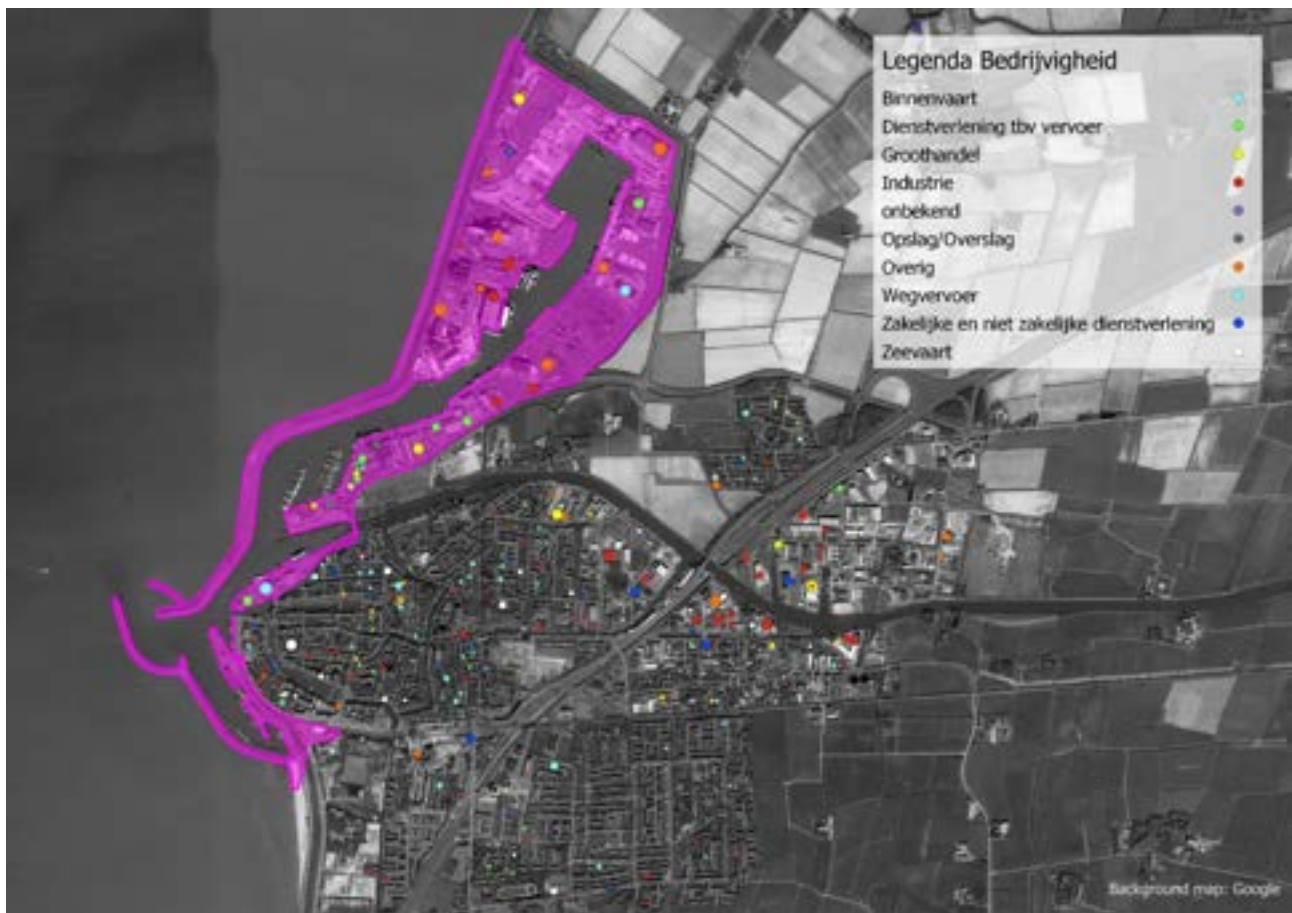 Legenda Bedrijvigheid
Binnenvaart
Dienstverlening tbv vervoer
Groothandel
Industrie
onbekend
Opslag/Overslag
Overig
Wegvervoer
Zakelijke en niet zakelijke dienstverlening
Zeevaart
Background map: Google